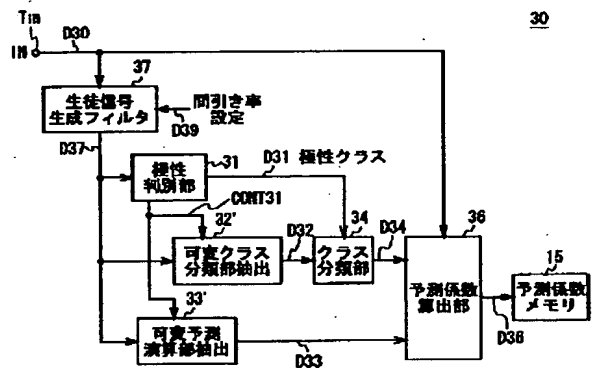 30
Tin
IN
D30
37
生徒信号
生成フィルタ
間引き率
設定
D39
D37
31
極性
判別部
D31 極性クラス
CONT31
32'
可変クラス
分類部抽出
D32
34
クラス
分類部
D34
36
予測係数
算出部
15
予測係数
メモリ
D36
33'
可変予測
演算部抽出
D33